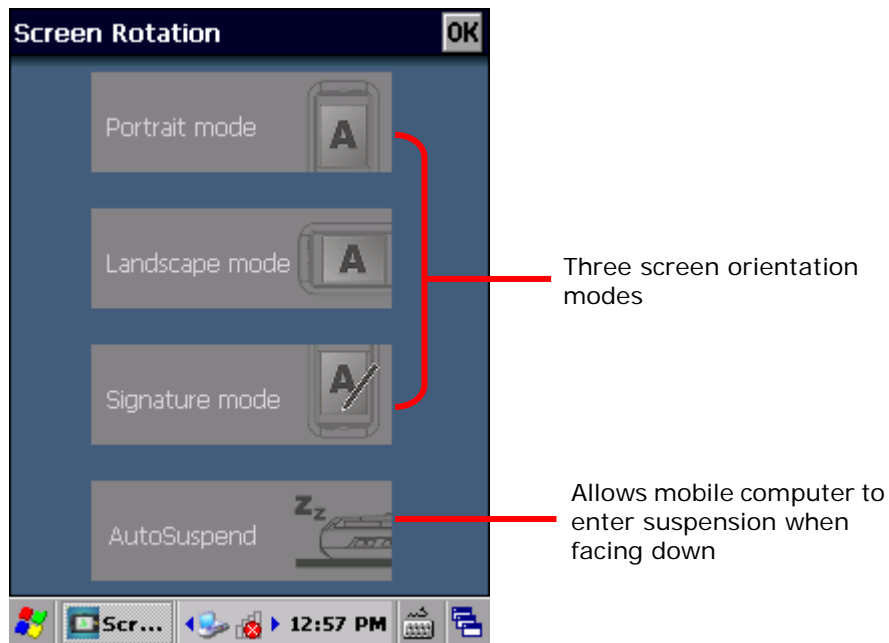 Screen Rotation OK
Portrait mode
A
Landscape mode A
Three screen orientation
modes
Signature mode A
Allows mobile computer to
enter suspension when
facing down
AutoSuspend Zz
Scr... 12:57 PM